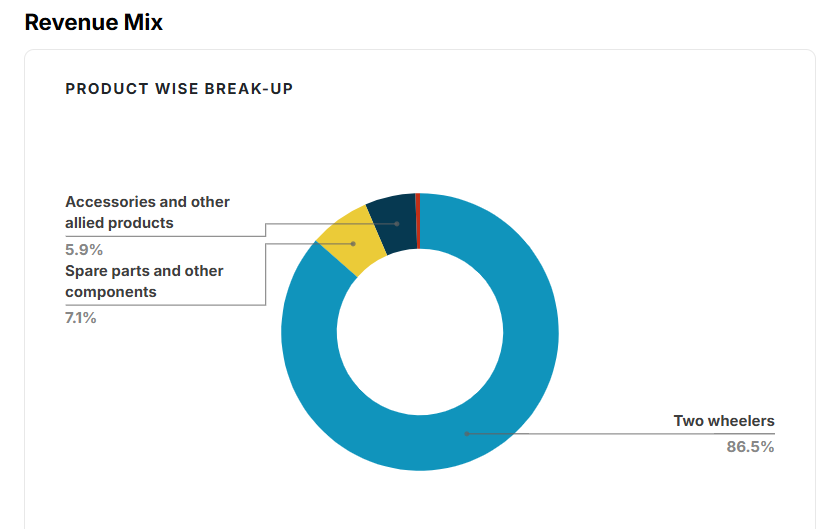 Revenue Mix
PRODUCT WISE BREAK-UP
Accessories and other
allied products
5.9%
Spare parts and other
components
7.1%
Two wheelers
86.5%